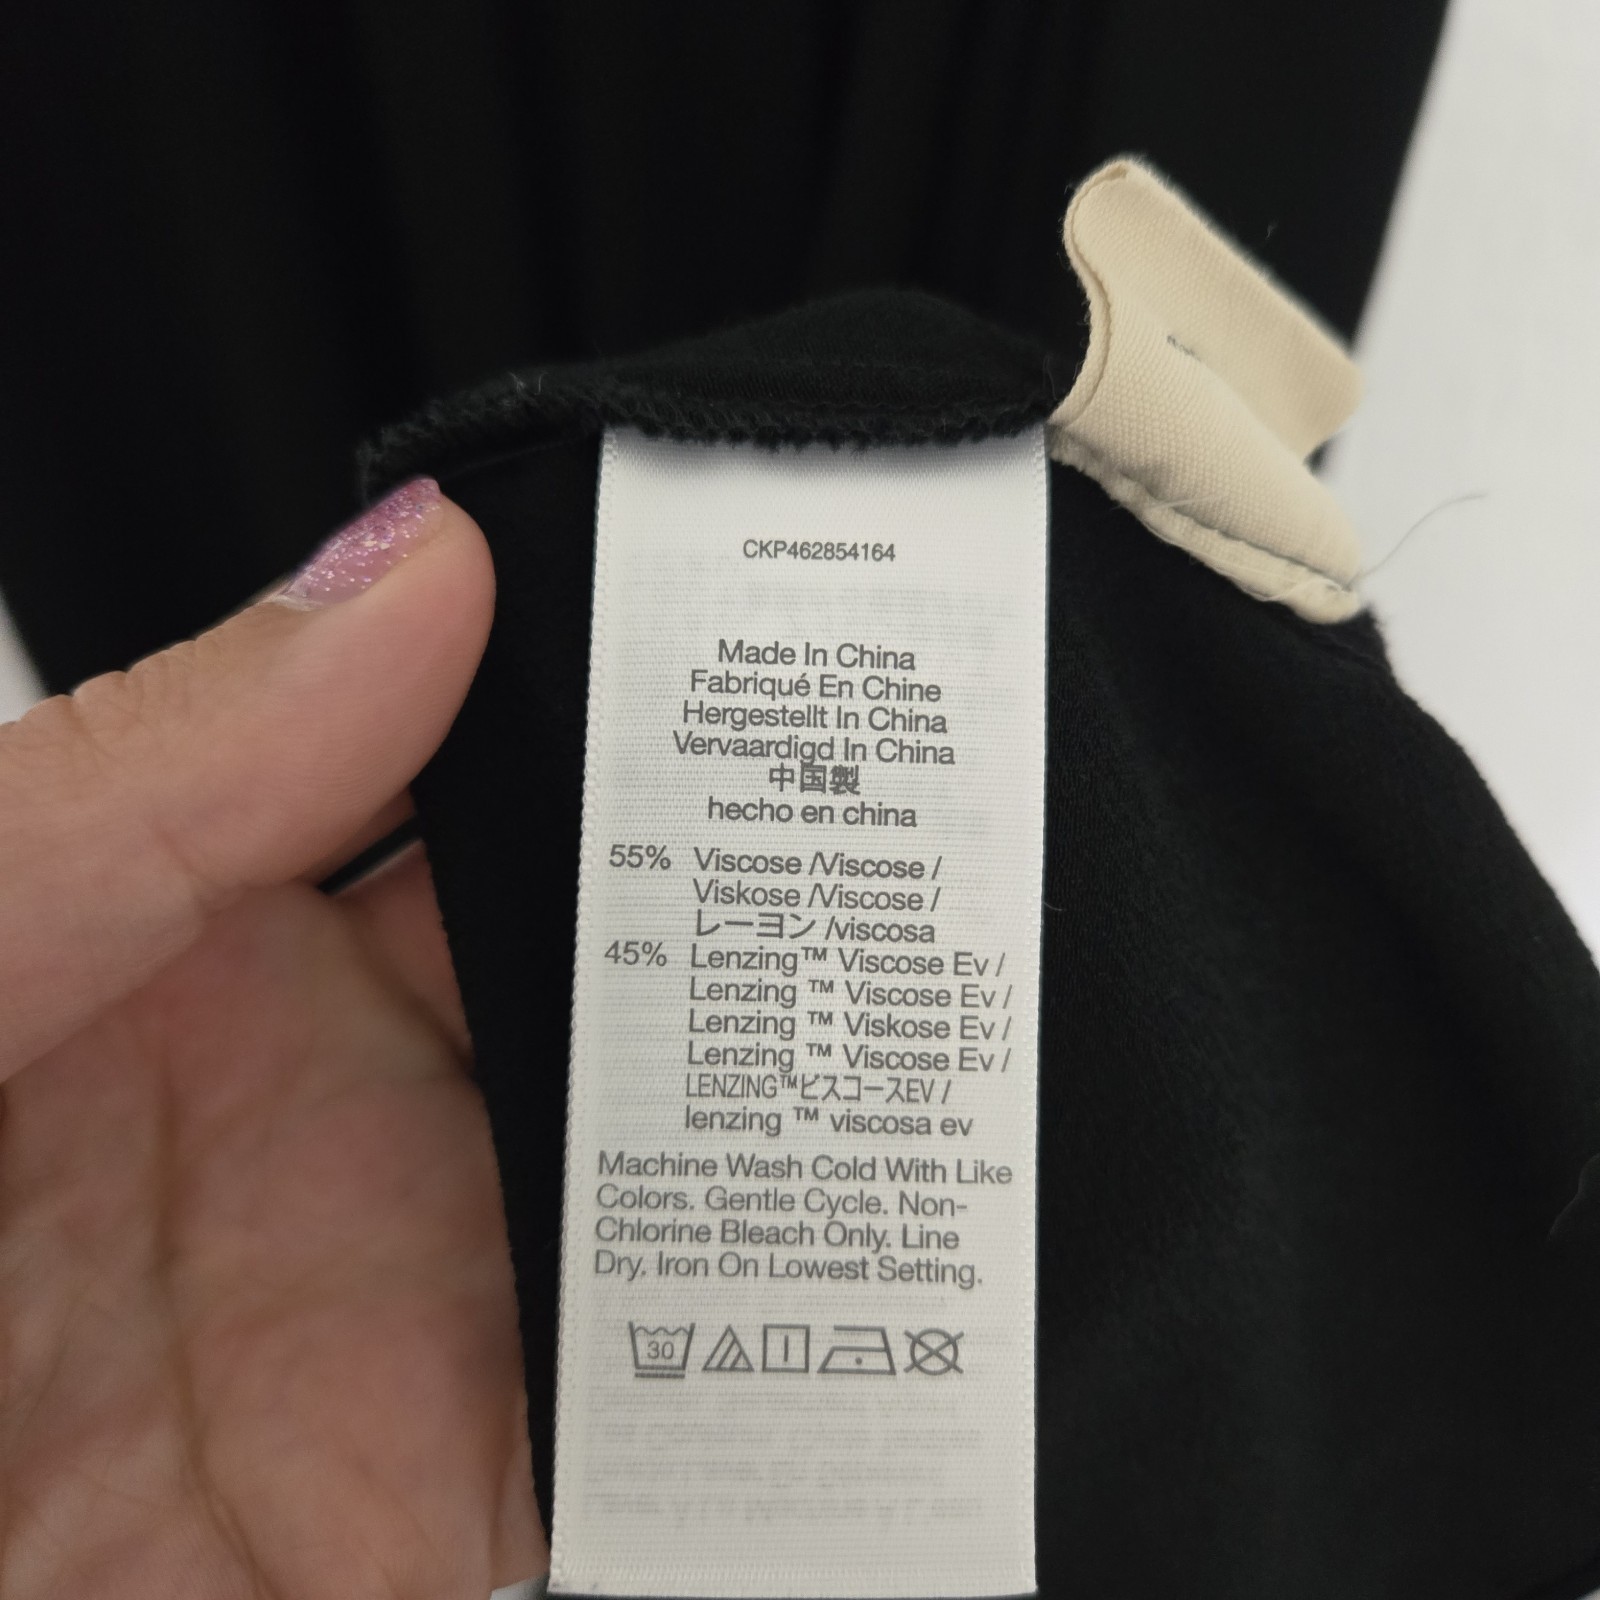 CKP462854164
Made In China
Fabriqué En Chine
Hergestellt In China
Vervaardigd In China
中国製
hecho en china
55% Viscose /Viscose /
Viskose /Viscose /
レーヨン /viscosa
45% Lenzing™ Viscose Ev /
Lenzing ™ Viscose Ev /
Lenzing ™ Viskose Ev /
Lenzing ™ Viscose Ev /
LENZING™ビスコースEV /
lenzing ™ viscosa ev
Machine Wash Cold With Like
Colors. Gentle Cycle. Non-
Chlorine Bleach Only. Line
Dry. Iron On Lowest Setting.
30